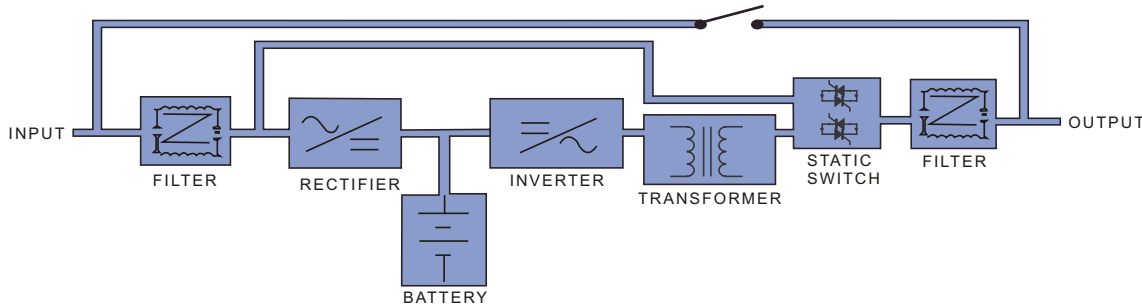 INPUT
FILTER
RECTIFIER
BATTERY
INVERTER
TRANSFORMER
STATIC
SWITCH
FILTER
OUTPUT